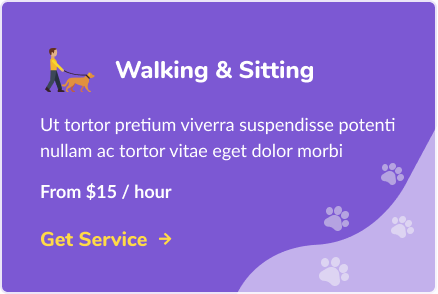 Walking & Sitting
Ut tortor pretium viverra suspendisse potenti
nullam ac tortor vitae eget dolor morbi
From $15 / hour
Get Service →